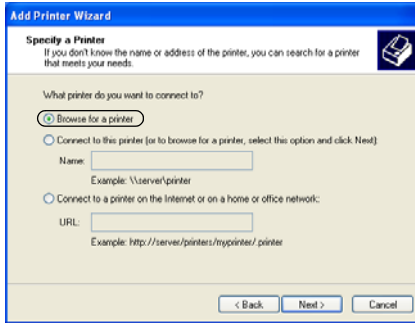 Add Printer Wizard
Specify a Printer
If you don't know the name or address of the printer, you can search for a printer
that meets your needs.
What printer do you want to connect to?
Browse for a printer
Connect to this printer (or to browse for a printer, select this option and click Next):
Name:
Example: \\server\printer
Connect to a printer on the Internet or on a home or office network:
URL:
Example: http://server/printers/myprinter/.printer
< Back
Next >
Cancel